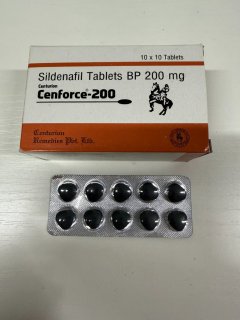 10 x 10 Tablets
Sildenafil Tablets BP 200 mg
Centurion
Cenforce®-200
Centurion
Remedies Pvt. Ltd.